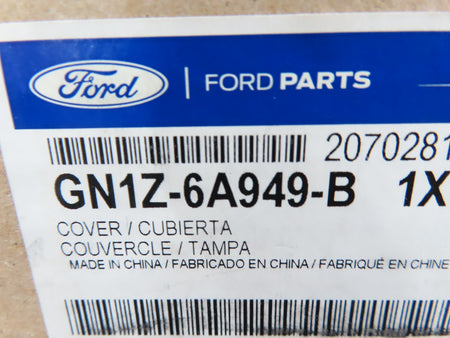 Ford | FORD PARTS
2070281
GN1Z-6A949-B 1X
COVER / CUBIERTA
COUVERCLE / TAMPA
MADE IN CHINA / FABRICADO EN CHINA / FABRIQUÉ EN CHINE